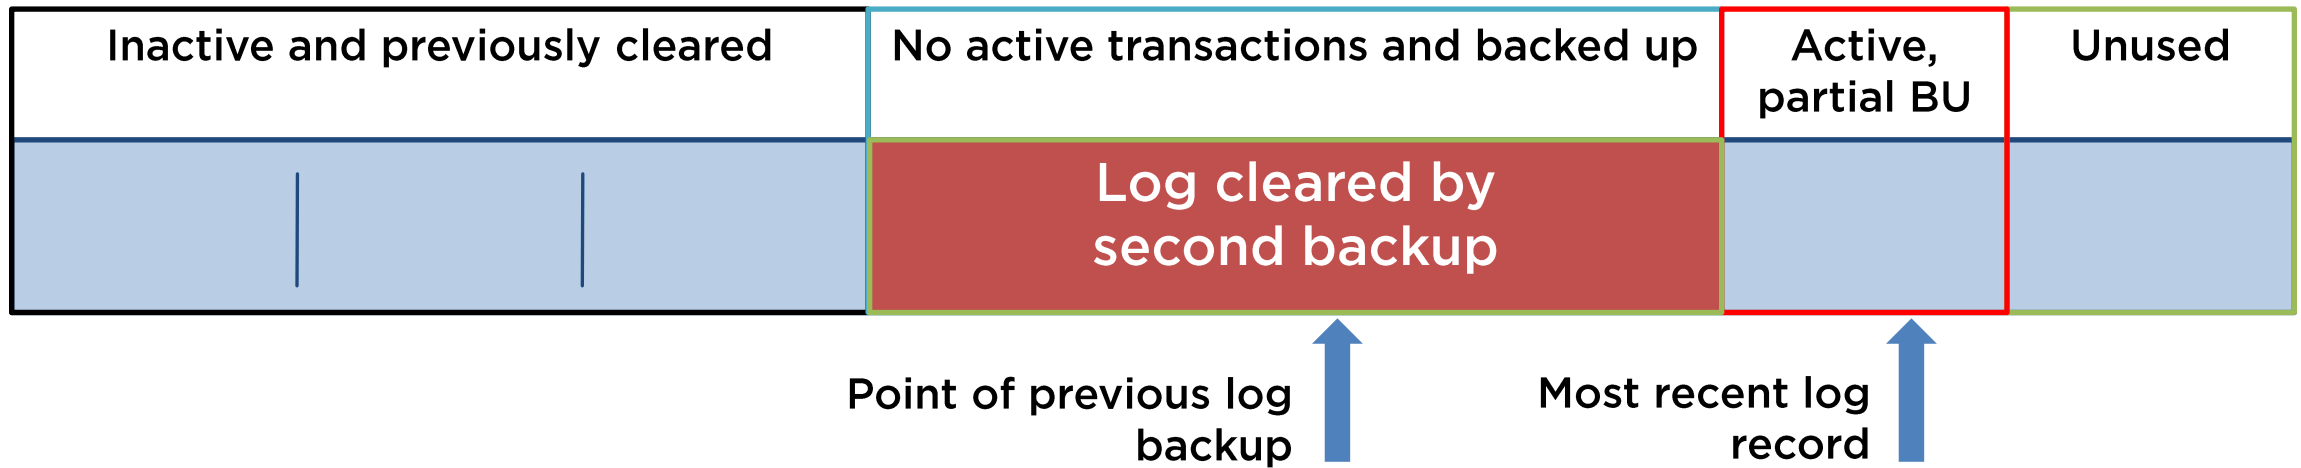 Inactive and previously cleared
No active transactions and backed up
Active,
partial BU
Unused
Log cleared by
second backup
Point of previous log
backup
Most recent log
record